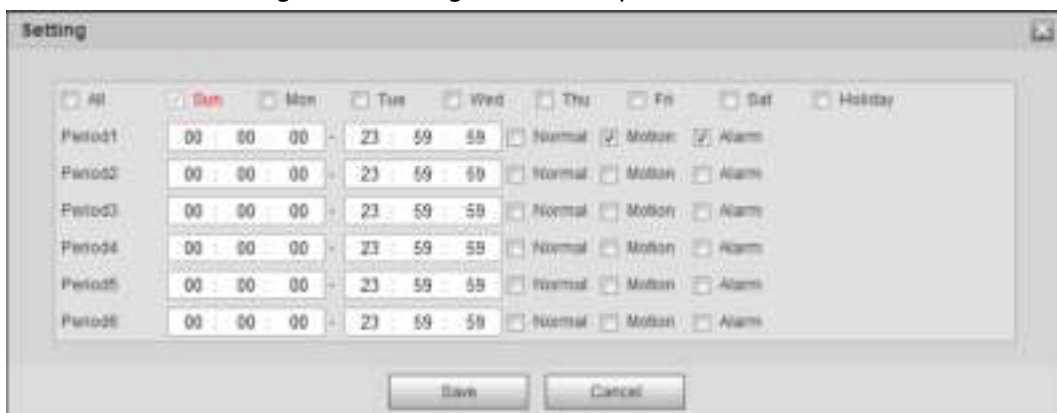 Setting
All Sun Mon Tue Wed Thu Fri Sat Holiday
Period1 00 : 00 : 00 - 23 : 59 : 59 Normal Motion Alarm
Period2 00 : 00 : 00 - 23 : 59 : 59 Normal Motion Alarm
Period3 00 : 00 : 00 - 23 : 59 : 59 Normal Motion Alarm
Period4 00 : 00 : 00 - 23 : 59 : 59 Normal Motion Alarm
Period5 00 : 00 : 00 - 23 : 59 : 59 Normal Motion Alarm
Period6 00 : 00 : 00 - 23 : 59 : 59 Normal Motion Alarm
Save Cancel